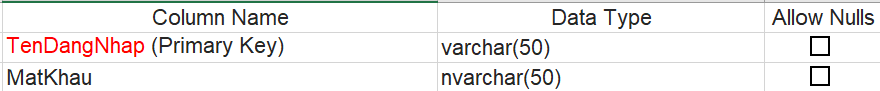 Column Name Data Type Allow Nulls
TenDangNhap (Primary Key) varchar(50)
MatKhau nvarchar(50)